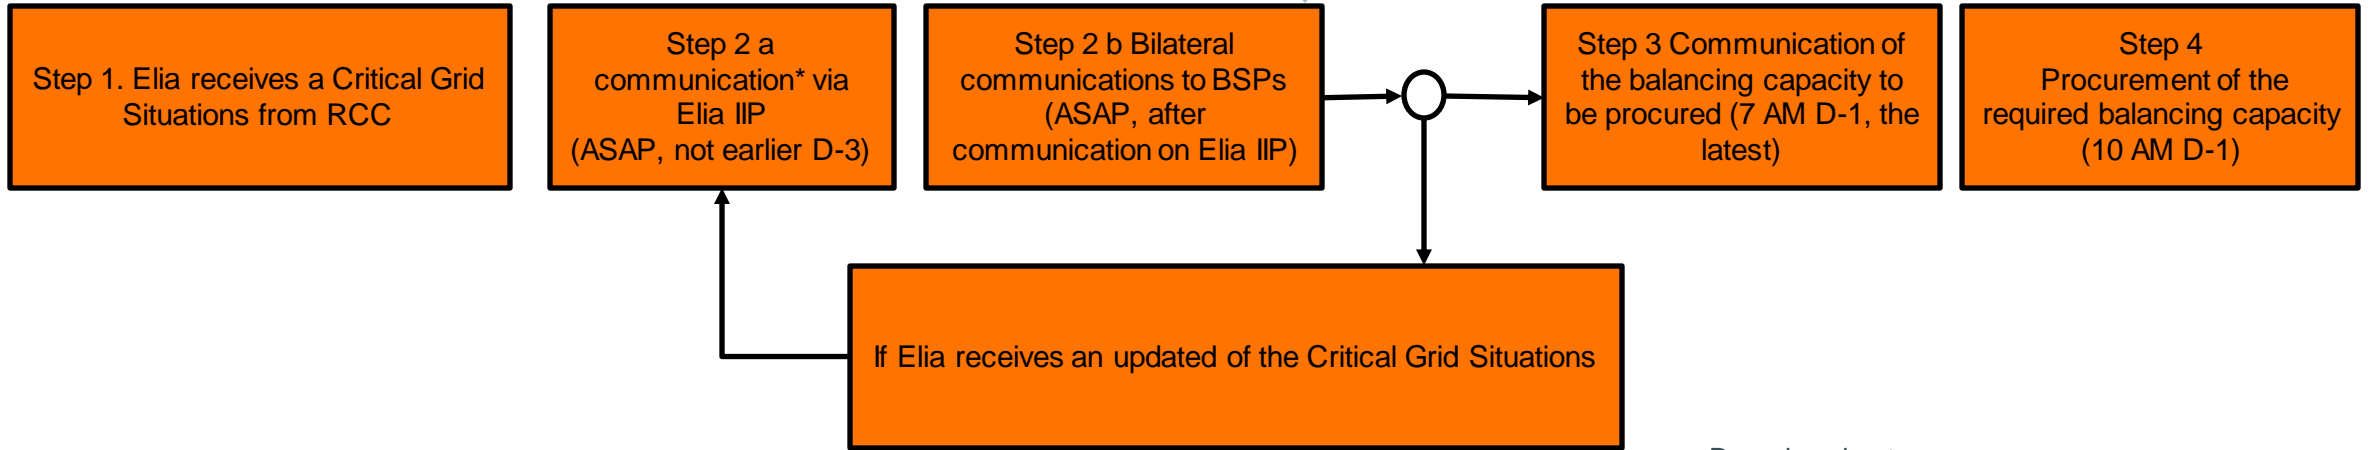 Step 1. Elia receives a Critical Grid
Situations from RCC
Step 2 a
communication* via
Elia IIP
(ASAP, not earlier D-3)
Step 2 b Bilateral
communications to BSPs
(ASAP, after
communication on Elia IIP)
Step 3 Communication of
the balancing capacity to
be procured (7 AM D-1, the
latest)
Step 4
Procurement of the
required balancing capacity
(10 AM D-1)
If Elia receives an updated of the Critical Grid Situations